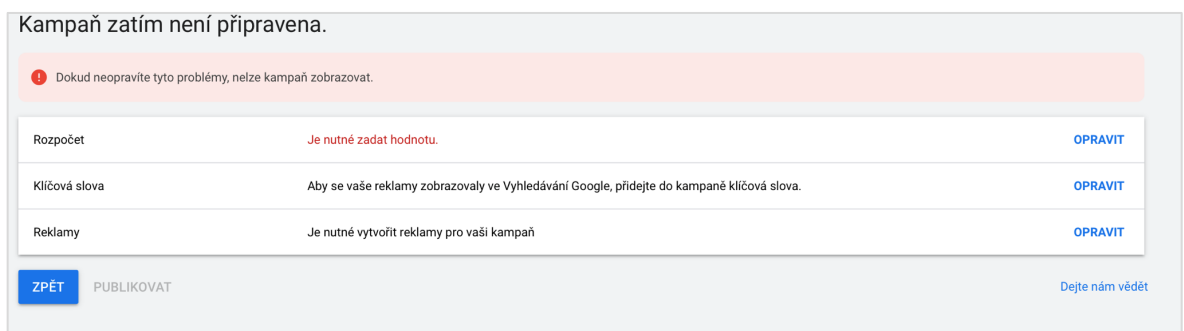 Kampaň zatím není připravena.
Dokud neopravíte tyto problémy, nelze kampaň zobrazovat.
Rozpočet Je nutné zadat hodnotu. OPRAVIT
Klíčová slova Aby se vaše reklamy zobrazovaly ve Vyhledávání Google, přidejte do kampaně klíčová slova. OPRAVIT
Reklamy Je nutné vytvořit reklamy pro vaši kampaň OPRAVIT
ZPĚT PUBLIKOVAT Dejte nám vědět